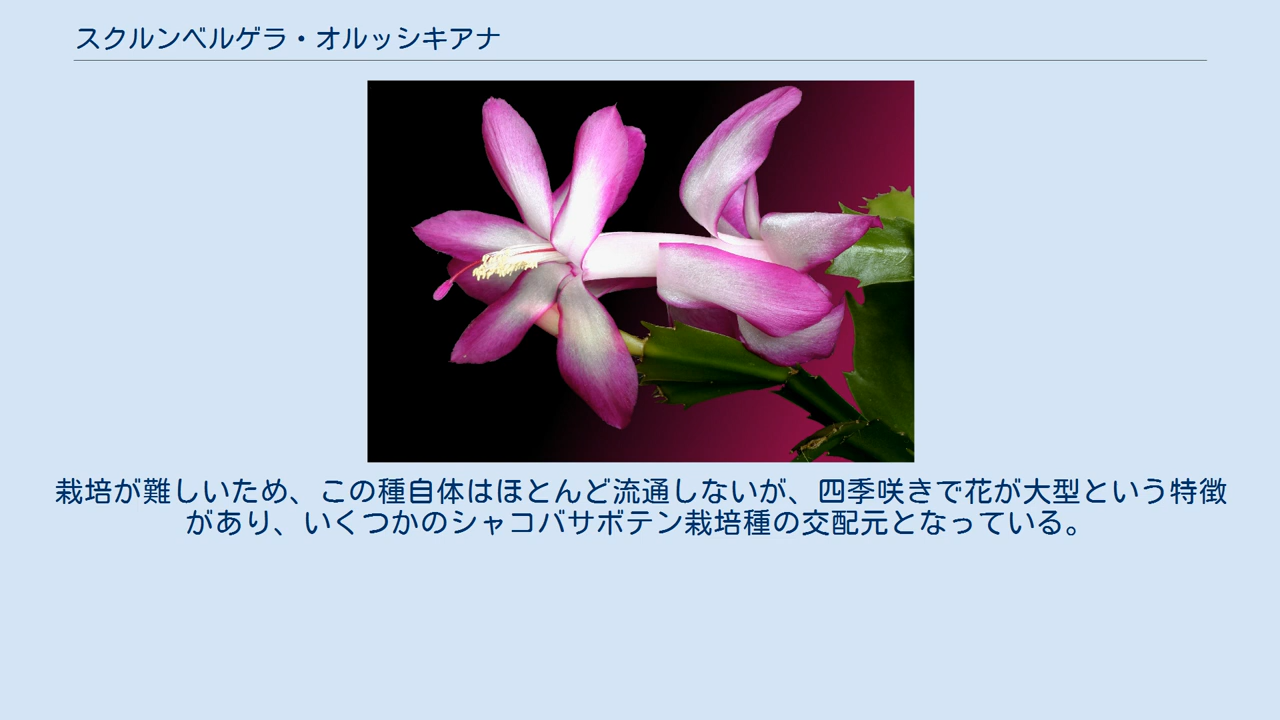 スクルンベルゲラ・オルッシキアナ
栽培が難しいため、この種自体はほとんど流通しないが、四季咲きで花が大型という特徴
があり、いくつかのシャコバサボテン栽培種の交配元となっている。